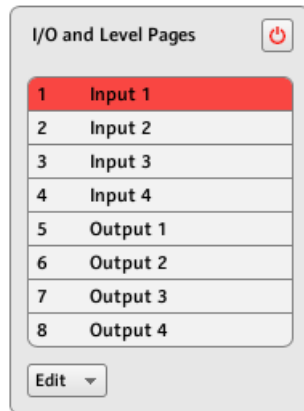 I/O and Level Pages
1 Input 1
2 Input 2
3 Input 3
4 Input 4
5 Output 1
6 Output 2
7 Output 3
8 Output 4
Edit